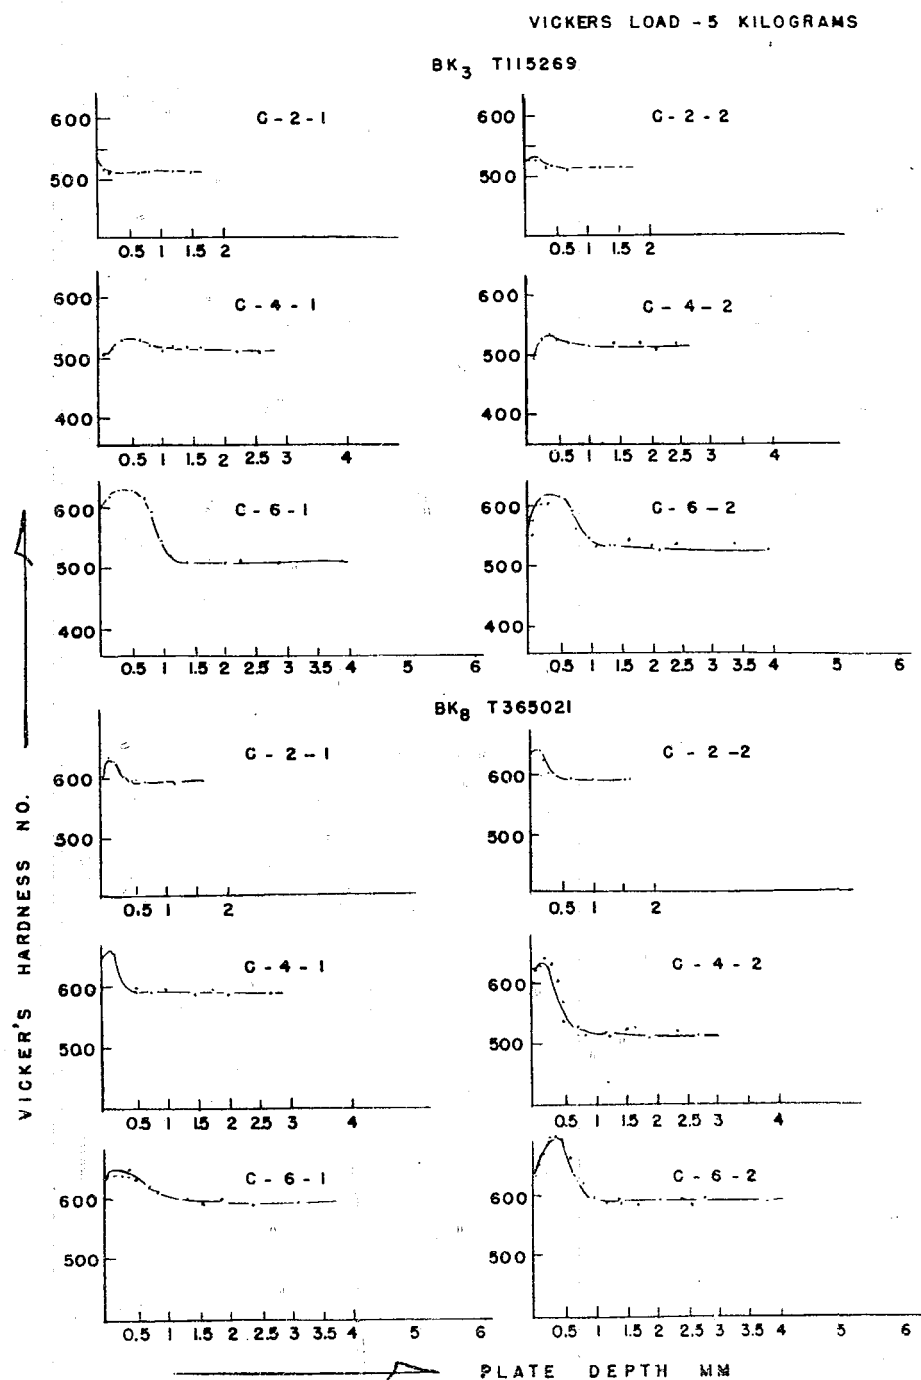 VICKERS LOAD - 5 KILOGRAMS
BK3 T115269
600 C-2-1 600 C-2-2
500 500
0.5 1 1.5 2 0.5 1 1.5 2
600 C-4-1 600 C-4-2
500 500
400 400
0.5 1 1.5 2 2.5 3 4 0.5 1 1.5 2 2.5 3 4
600 C-6-1 600 C-6-2
500 500
400 400
0.5 1 1.5 2 2.5 3 3.5 4 5 6 0.5 1 1.5 2 2.5 3 3.5 4 5 6
BK8 T365021
600 C-2-1 600 C-2-2
500 500
0.5 1 2 0.5 1 2
600 C-4-1 600 C-4-2
500 500
0.5 1 1.5 2 2.5 3 4 0.5 1 1.5 2 2.5 3 4
600 C-6-1 600 C-6-2
500 500
0.5 1 1.5 2 2.5 3 3.5 4 5 6 0.5 1 1.5 2 2.5 3 3.5 4 5 6
VICKER'S HARDNESS NO.
PLATE DEPTH MM